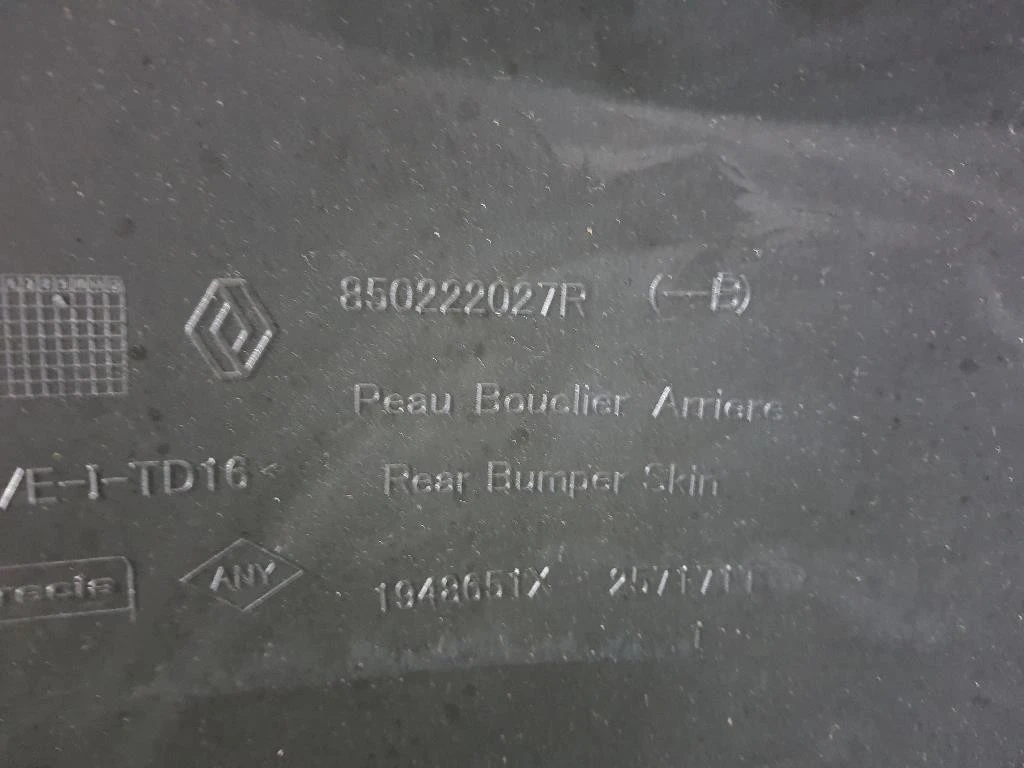 850222027R (--B)
Peau Bouclier Arriere
/E-I-TD16<
Rear Bumper Skin
ANY
1948651X